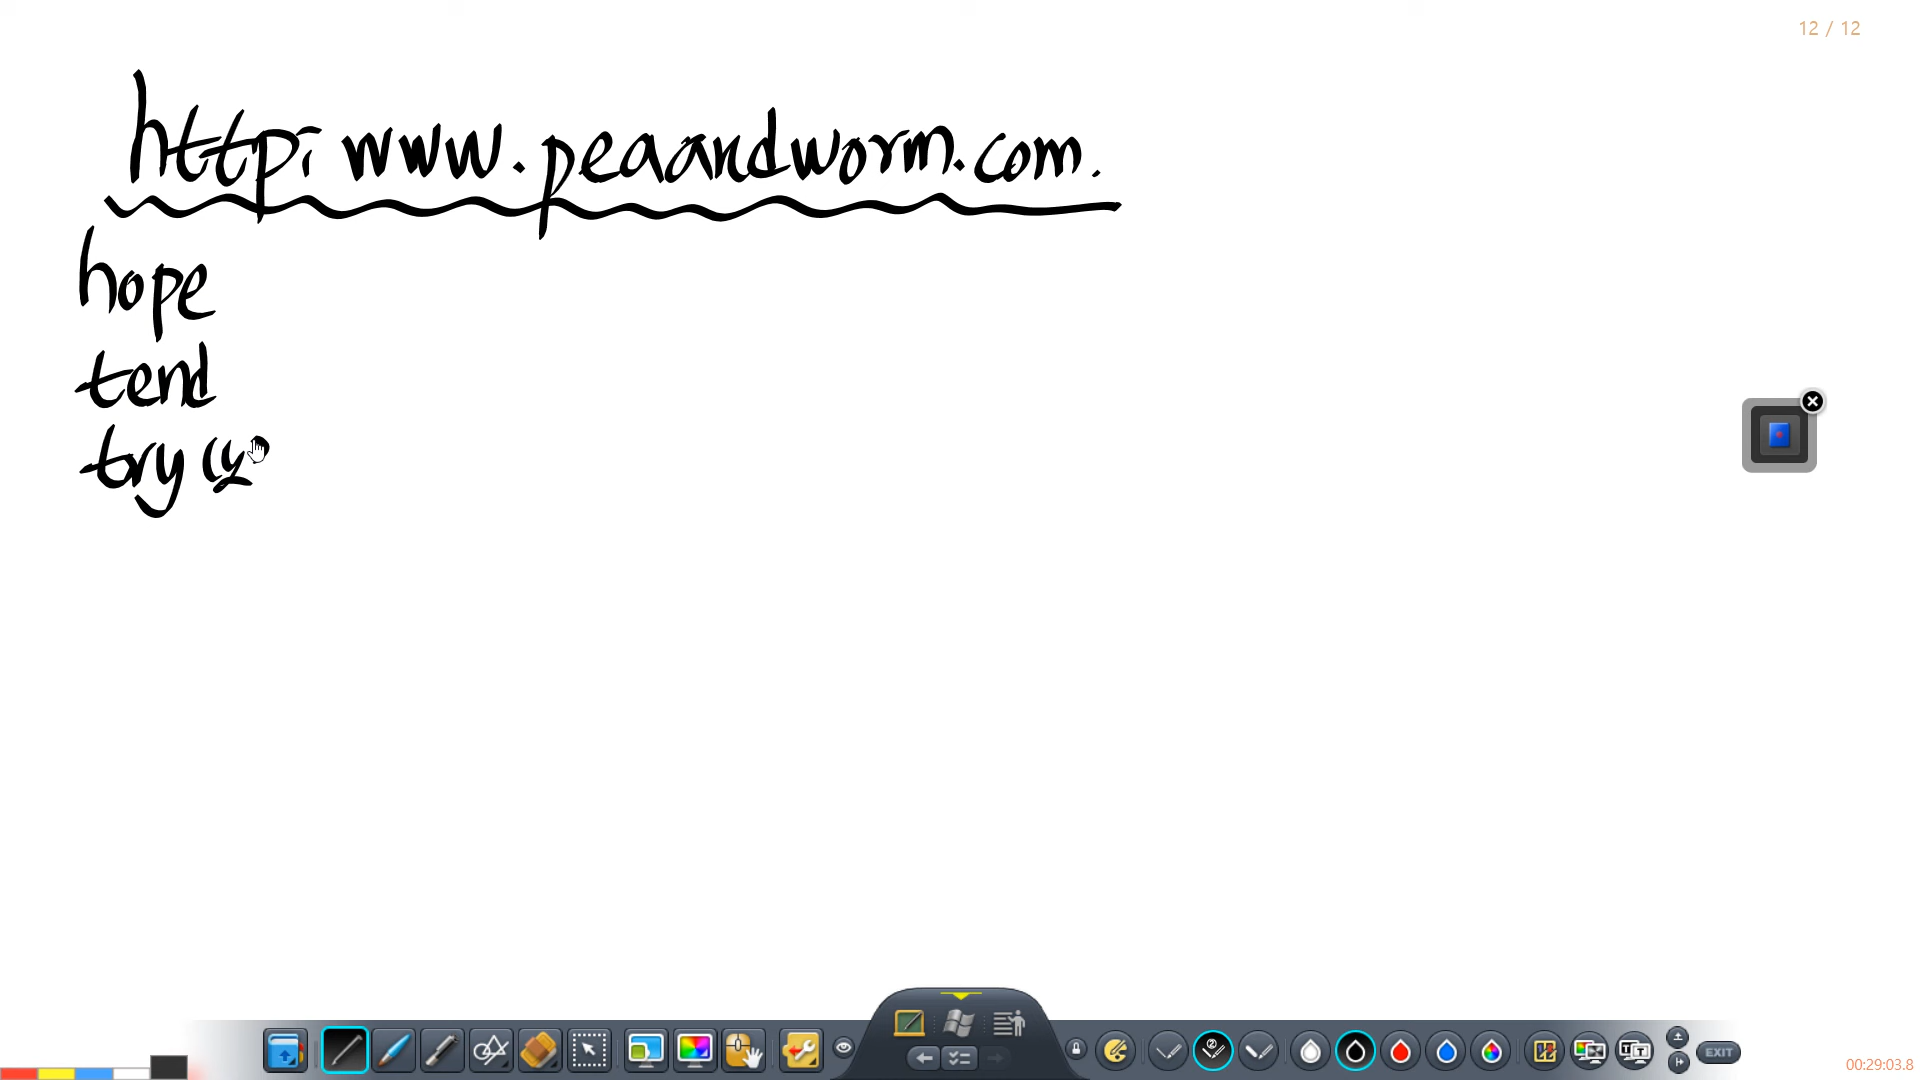 12 / 12
http: www.peaandworm.com.
hope
tend
try
EXIT
00:29:03.8